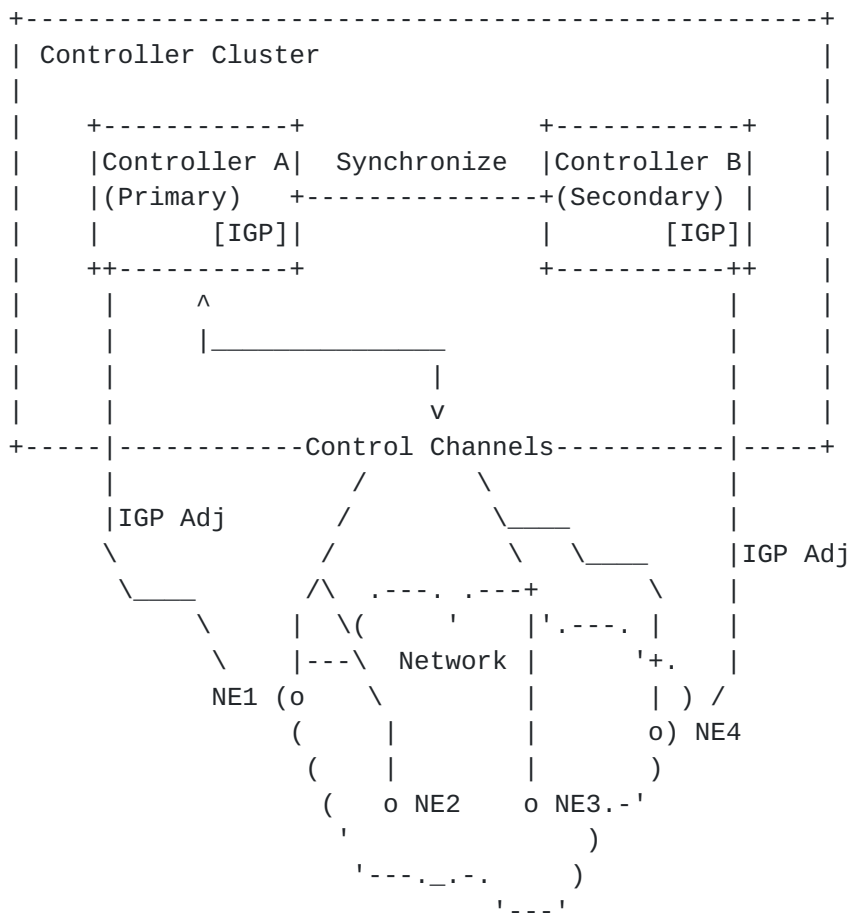 Controller Cluster
Controller A Synchronize Controller B
(Primary) (Secondary)
[IGP] [IGP]
Control Channels
IGP Adj
IGP Adj
Network
NE1
NE4
NE2 NE3